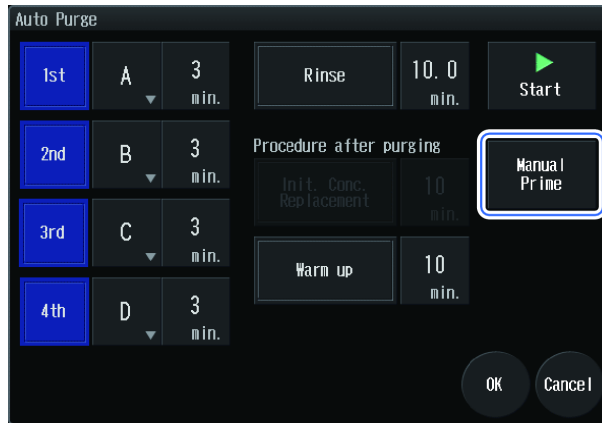 Auto Purge
1st A 3 min.
2nd B 3 min.
3rd C 3 min.
4th D 3 min.
Rinse 10.0 min.
Procedure after purging
Init. Conc.
Replacement 10 min.
Warm up 10 min.
Start
Manual
Prime
OK Cancel